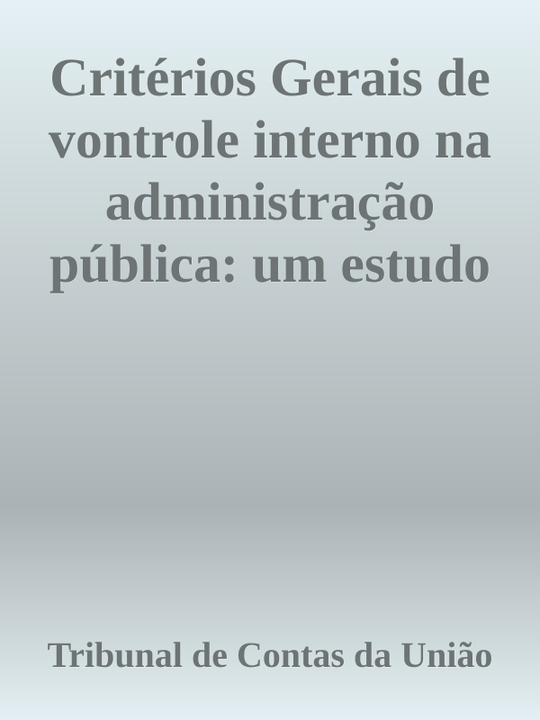 Critérios Gerais de
vontrole interno na
administração
pública: um estudo
Tribunal de Contas da União